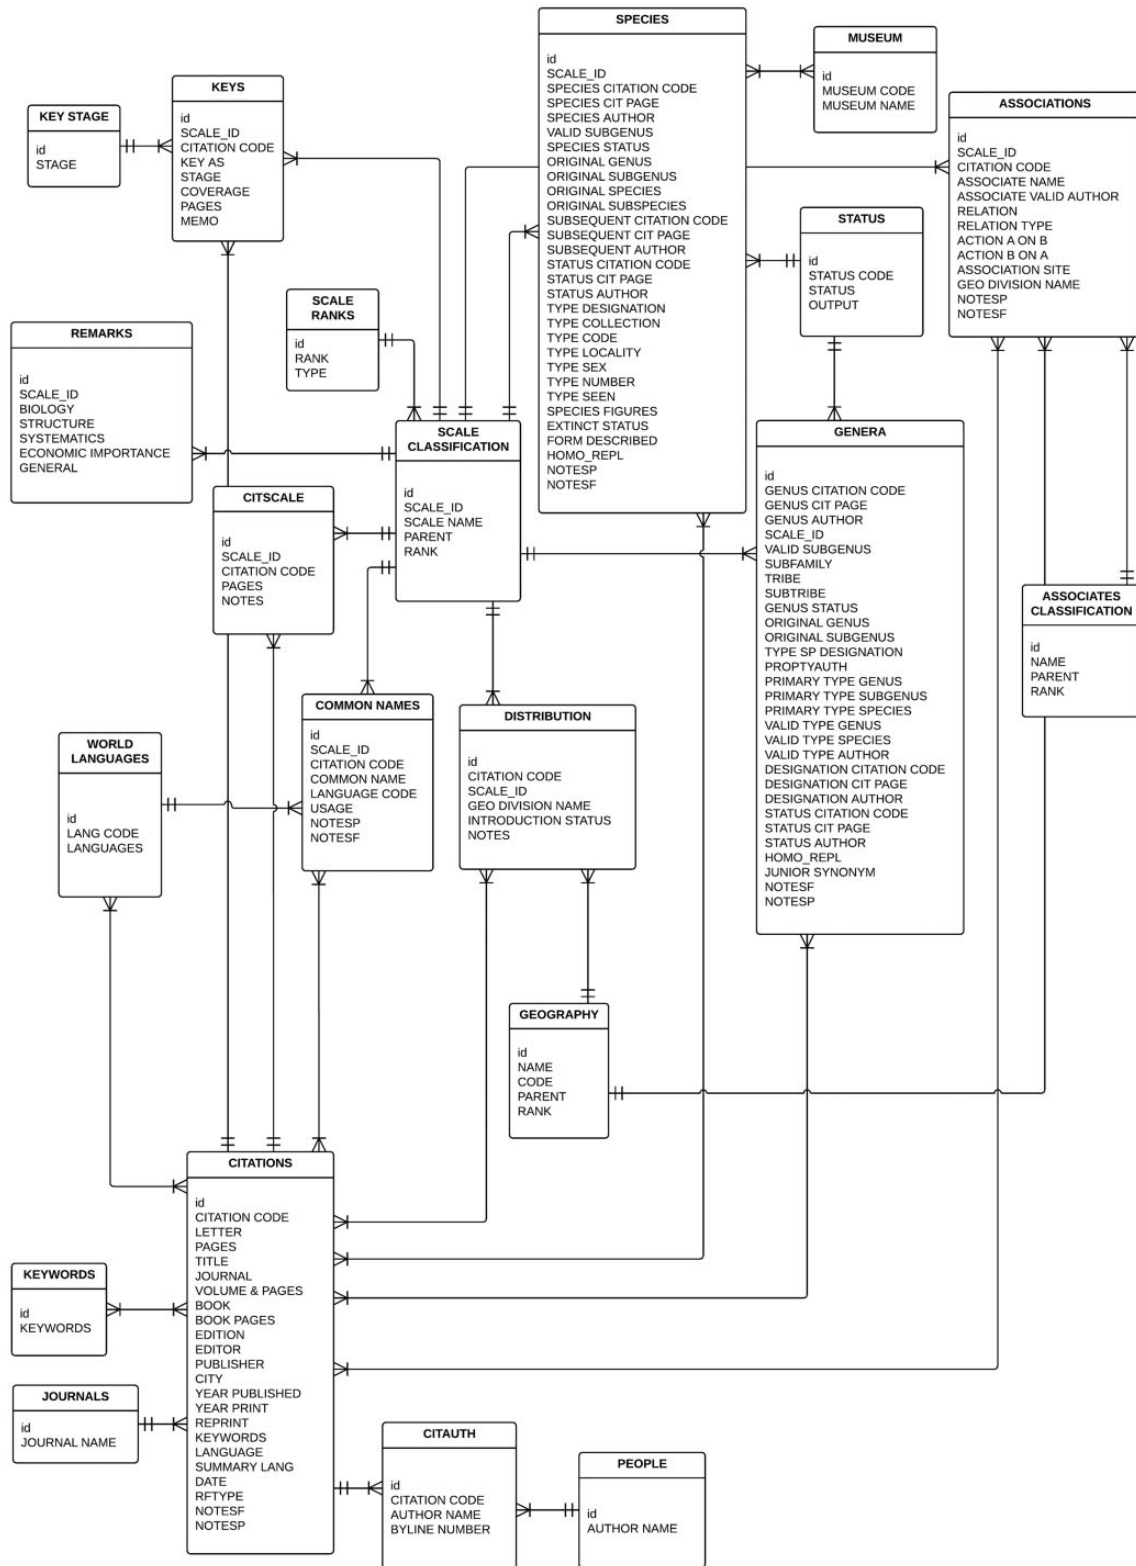 SPECIES
id
SCALE_ID
SPECIES CITATION CODE
SPECIES CIT PAGE
SPECIES AUTHOR
VALID SUBGENUS
SPECIES STATUS
ORIGINAL GENUS
ORIGINAL SUBGENUS
ORIGINAL SPECIES
ORIGINAL SUBSPECIES
SUBSEQUENT CITATION CODE
SUBSEQUENT CIT PAGE
SUBSEQUENT AUTHOR
STATUS CITATION CODE
STATUS CIT PAGE
STATUS AUTHOR
TYPE DESIGNATION
TYPE COLLECTION
TYPE CODE
TYPE LOCALITY
TYPE SEX
TYPE NUMBER
TYPE SEEN
SPECIES FIGURES
EXTINCT STATUS
FORM DESCRIBED
HOMO_REPL
NOTESP
NOTESF
MUSEUM
id
MUSEUM CODE
MUSEUM NAME
KEYS
id
SCALE_ID
CITATION CODE
KEY AS
STAGE
COVERAGE
PAGES
MEMO
KEY STAGE
id
STAGE
ASSOCIATIONS
id
SCALE_ID
CITATION CODE
ASSOCIATE NAME
ASSOCIATE VALID AUTHOR
RELATION
RELATION TYPE
ACTION A ON B
ACTION B ON A
ASSOCIATION SITE
GEO DIVISION NAME
NOTESP
NOTESF
STATUS
id
STATUS CODE
STATUS
OUTPUT
SCALE
RANKS
id
RANK
TYPE
REMARKS
id
SCALE_ID
BIOLOGY
STRUCTURE
SYSTEMATICS
ECONOMIC IMPORTANCE
GENERAL
SCALE
CLASSIFICATION
id
SCALE_ID
SCALE NAME
PARENT
RANK
GENERA
id
GENUS CITATION CODE
GENUS CIT PAGE
GENUS AUTHOR
SCALE_ID
VALID SUBGENUS
SUBFAMILY
TRIBE
SUBTRIBE
GENUS STATUS
ORIGINAL GENUS
ORIGINAL SUBGENUS
TYPE SP DESIGNATION
PROPTYAUTH
PRIMARY TYPE GENUS
PRIMARY TYPE SUBGENUS
PRIMARY TYPE SPECIES
VALID TYPE GENUS
VALID TYPE SPECIES
VALID TYPE AUTHOR
DESIGNATION CITATION CODE
DESIGNATION CIT PAGE
DESIGNATION AUTHOR
STATUS CITATION CODE
STATUS CIT PAGE
STATUS AUTHOR
HOMO_REPL
JUNIOR SYNONYM
NOTESF
NOTESP
CITSCALE
id
SCALE_ID
CITATION CODE
PAGES
NOTES
ASSOCIATES
CLASSIFICATION
id
NAME
PARENT
RANK
COMMON NAMES
id
SCALE_ID
CITATION CODE
COMMON NAME
LANGUAGE CODE
USAGE
NOTESP
NOTESF
DISTRIBUTION
id
CITATION CODE
SCALE_ID
GEO DIVISION NAME
INTRODUCTION STATUS
NOTES
WORLD
LANGUAGES
id
LANG CODE
LANGUAGES
GEOGRAPHY
id
NAME
CODE
PARENT
RANK
CITATIONS
id
CITATION CODE
LETTER
PAGES
TITLE
JOURNAL
VOLUME & PAGES
BOOK
BOOK PAGES
EDITION
EDITOR
PUBLISHER
CITY
YEAR PUBLISHED
YEAR PRINT
REPRINT
KEYWORDS
LANGUAGE
SUMMARY LANG
DATE
RFTYPE
NOTESF
NOTESP
KEYWORDS
id
KEYWORDS
JOURNALS
id
JOURNAL NAME
CITAUTH
id
CITATION CODE
AUTHOR NAME
BYLINE NUMBER
PEOPLE
id
AUTHOR NAME